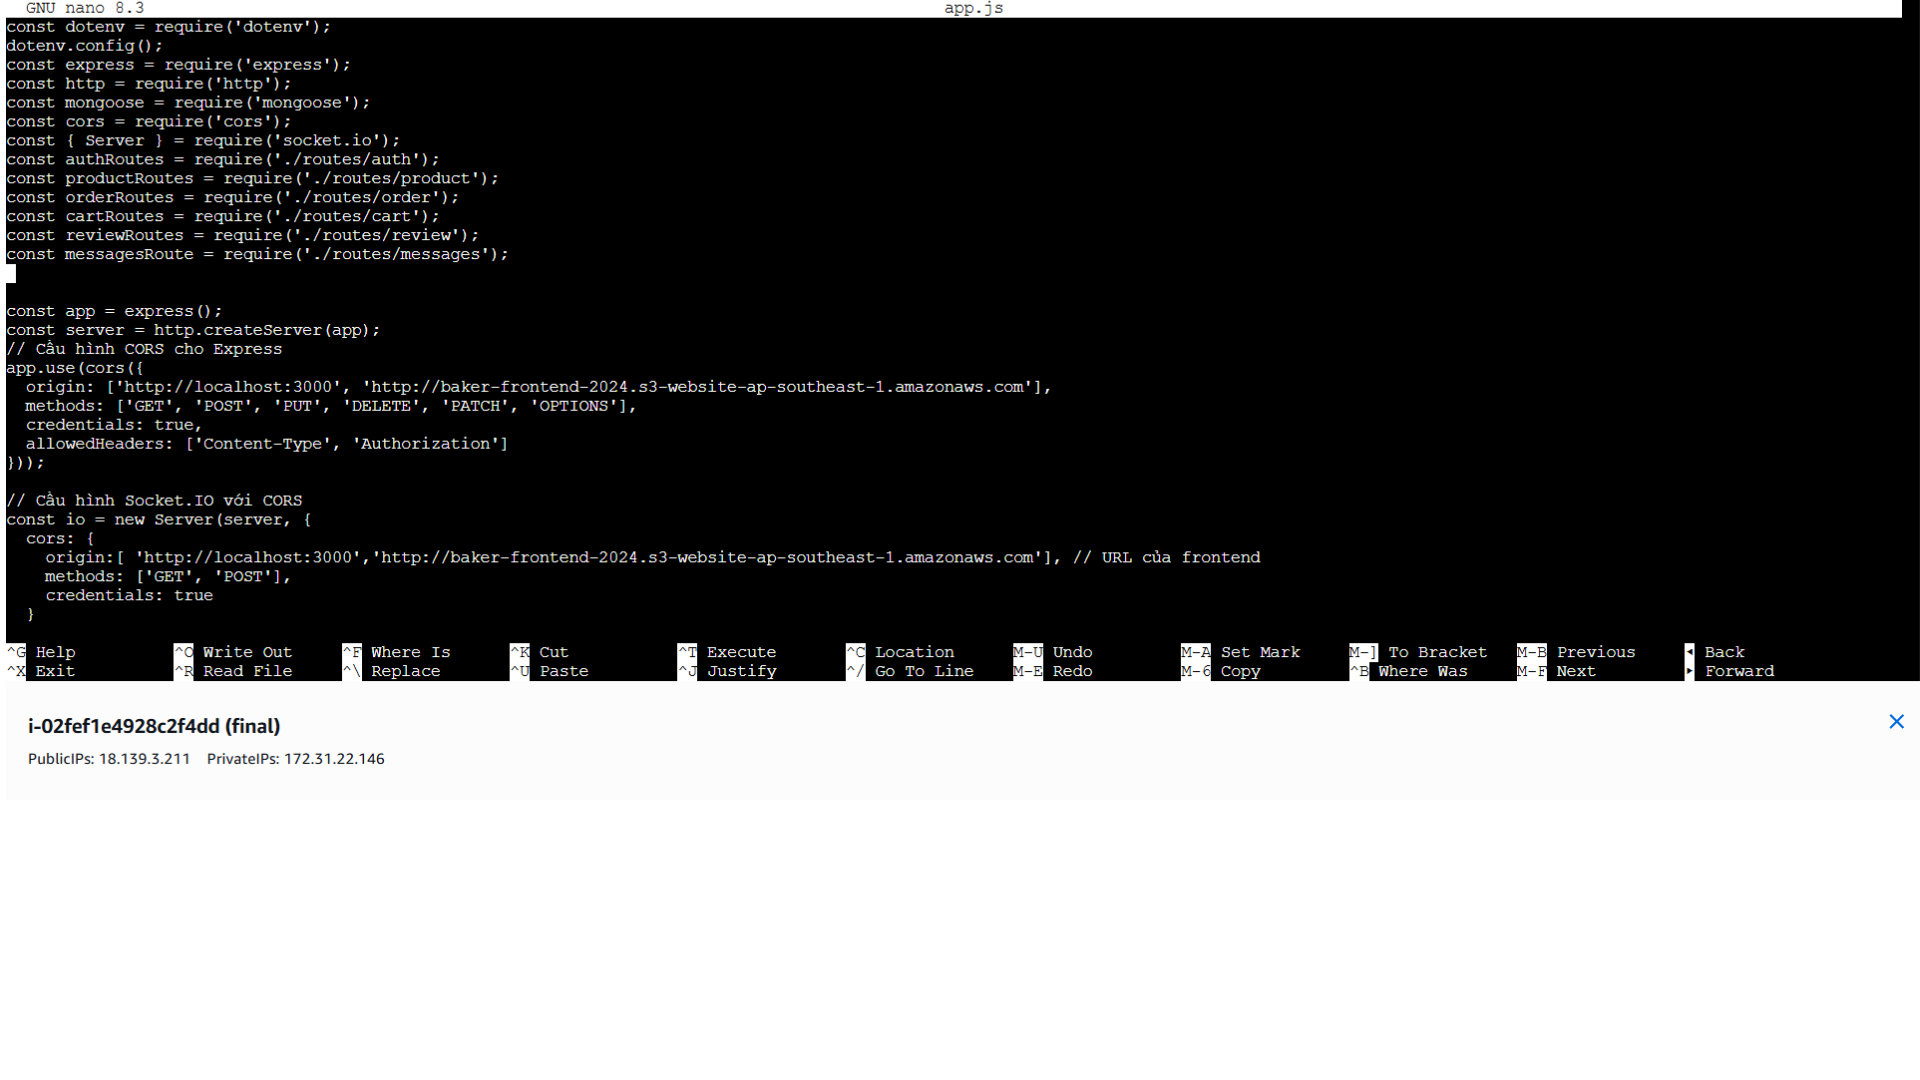 GNU nano 8.3 app.js
const dotenv = require('dotenv');
dotenv.config();
const express = require('express');
const http = require('http');
const mongoose = require('mongoose');
const cors = require('cors');
const { Server } = require('socket.io');
const authRoutes = require('./routes/auth');
const productRoutes = require('./routes/product');
const orderRoutes = require('./routes/order');
const cartRoutes = require('./routes/cart');
const reviewRoutes = require('./routes/review');
const messagesRoute = require('./routes/messages');
const app = express();
const server = http.createServer(app);
// Cấu hình CORS cho Express
app.use(cors({
  origin: ['http://localhost:3000', 'http://baker-frontend-2024.s3-website-ap-southeast-1.amazonaws.com'],
  methods: ['GET', 'POST', 'PUT', 'DELETE', 'PATCH', 'OPTIONS'],
  credentials: true,
  allowedHeaders: ['Content-Type', 'Authorization']
}));
// Cấu hình Socket.IO với CORS
const io = new Server(server, {
  cors: {
    origin:[ 'http://localhost:3000','http://baker-frontend-2024.s3-website-ap-southeast-1.amazonaws.com'], // URL của frontend
    methods: ['GET', 'POST'],
    credentials: true
  }
^G Help ^O Write Out ^F Where Is ^K Cut ^T Execute ^C Location M-U Undo M-A Set Mark M-] To Bracket M-B Previous ◂ Back
^X Exit ^R Read File ^\ Replace ^U Paste ^J Justify ^/ Go To Line M-E Redo M-6 Copy ^B Where Was M-F Next ▸ Forward
i-02fef1e4928c2f4dd (final)
PublicIPs: 18.139.3.211 PrivateIPs: 172.31.22.146